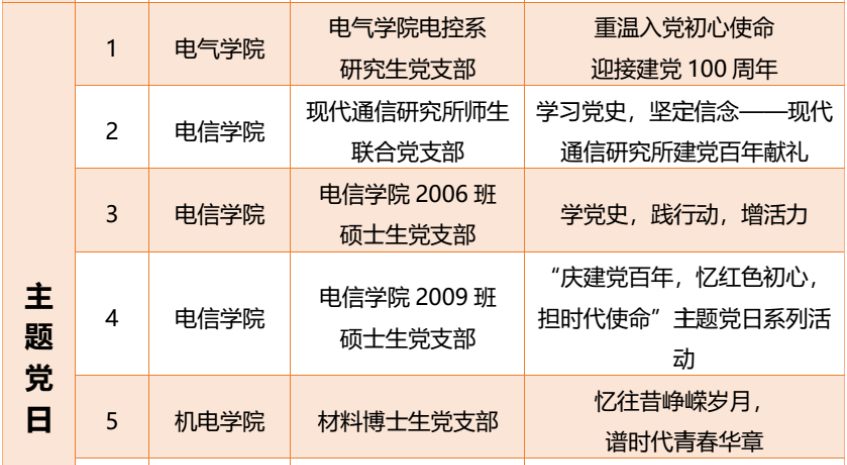 1
电气学院
电气学院电控系
研究生党支部
重温入党初心使命
迎接建党 100 周年
2
电信学院
现代通信研究所师生
联合党支部
学习党史，坚定信念——现代
通信研究所建党百年献礼
3
电信学院
电信学院 2006 班
硕士生党支部
学党史，践行动，增活力
主
题
党
日
4
电信学院
电信学院 2009 班
硕士生党支部
“庆建党百年，忆红色初心，
担时代使命”主题党日系列活
动
5
机电学院
材料博士生党支部
忆往昔峥嵘岁月，
谱时代青春华章